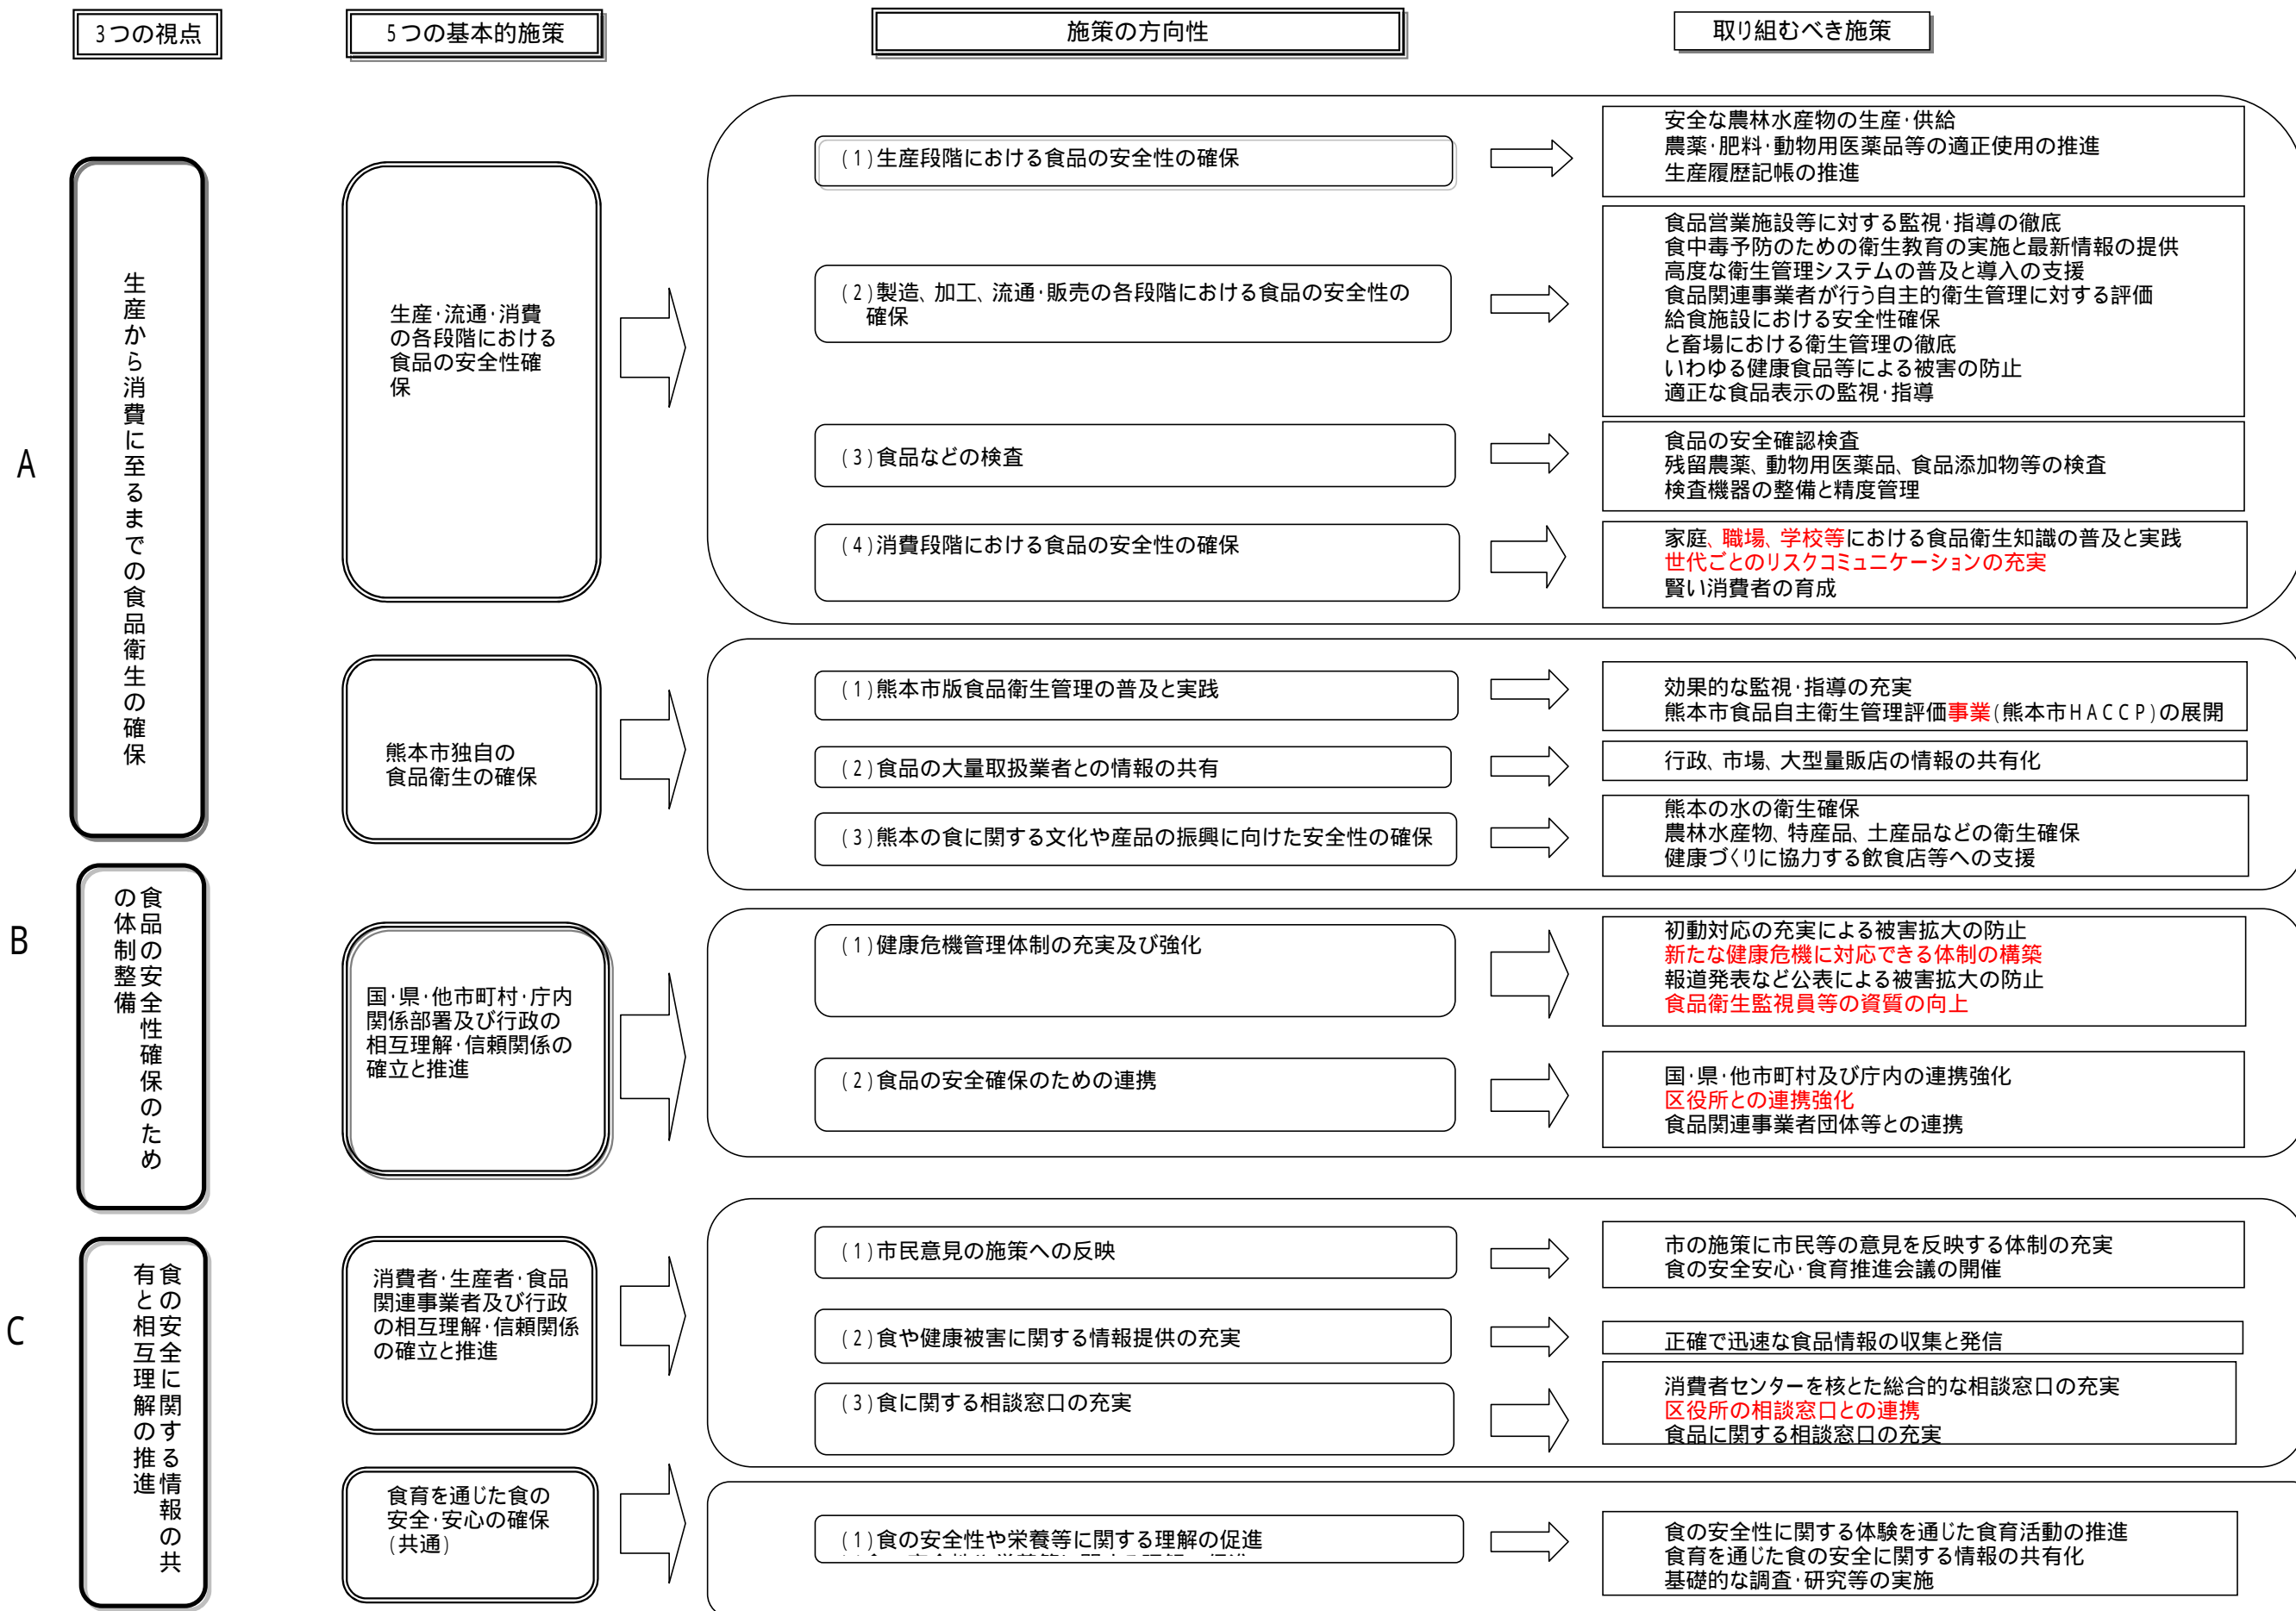 3つの視点
5つの基本的施策
施策の方向性
取り組むべき施策
A
生産から消費に至るまでの食品衛生の確保
生産・流通・消費
の各段階における
食品の安全性確
保
(1)生産段階における食品の安全性の確保
安全な農林水産物の生産・供給
農薬・肥料・動物用医薬品等の適正使用の推進
生産履歴記帳の推進
(2)製造、加工、流通・販売の各段階における食品の安全性の
確保
食品営業施設等に対する監視・指導の徹底
食中毒予防のための衛生教育の実施と最新情報の提供
高度な衛生管理システムの普及と導入の支援
食品関連事業者が行う自主的衛生管理に対する評価
給食施設における安全性確保
と畜場における衛生管理の徹底
いわゆる健康食品等による被害の防止
適正な食品表示の監視・指導
(3)食品などの検査
食品の安全確認検査
残留農薬、動物用医薬品、食品添加物等の検査
検査機器の整備と精度管理
(4)消費段階における食品の安全性の確保
家庭、職場、学校等における食品衛生知識の普及と実践
世代ごとのリスクコミュニケーションの充実
賢い消費者の育成
熊本市独自の
食品衛生の確保
(1)熊本市版食品衛生管理の普及と実践
効果的な監視・指導の充実
熊本市食品自主衛生管理評価事業(熊本市HACCP)の展開
(2)食品の大量取扱業者との情報の共有
行政、市場、大型量販店の情報の共有化
(3)熊本の食に関する文化や産品の振興に向けた安全性の確保
熊本の水の衛生確保
農林水産物、特産品、土産品などの衛生確保
健康づくりに協力する飲食店等への支援
B
食品の安全性確保のため
の体制整備
国・県・他市町村・庁内
関係部署及び行政の
相互理解・信頼関係の
確立と推進
(1)健康危機管理体制の充実及び強化
初動対応の充実による被害拡大の防止
新たな健康危機に対応できる体制の構築
報道発表など公表による被害拡大の防止
食品衛生監視員等の資質の向上
(2)食品の安全確保のための連携
国・県・他市町村及び庁内の連携強化
区役所との連携強化
食品関連事業者団体等との連携
C
食の安全に関する情報の共
有と相互理解の推進
消費者・生産者・食品
関連事業者及び行政
の相互理解・信頼関係
の確立と推進
(1)市民意見の施策への反映
市の施策に市民等の意見を反映する体制の充実
食の安全安心・食育推進会議の開催
(2)食や健康被害に関する情報提供の充実
正確で迅速な食品情報の収集と発信
(3)食に関する相談窓口の充実
消費者センターを核とした総合的な相談窓口の充実
区役所の相談窓口との連携
食品に関する相談窓口の充実
食育を通じた食の
安全・安心の確保
(共通)
(1)食の安全性や栄養等に関する理解の促進
食の安全性に関する体験を通じた食育活動の推進
食育を通じた食の安全に関する情報の共有化
基礎的な調査・研究等の実施